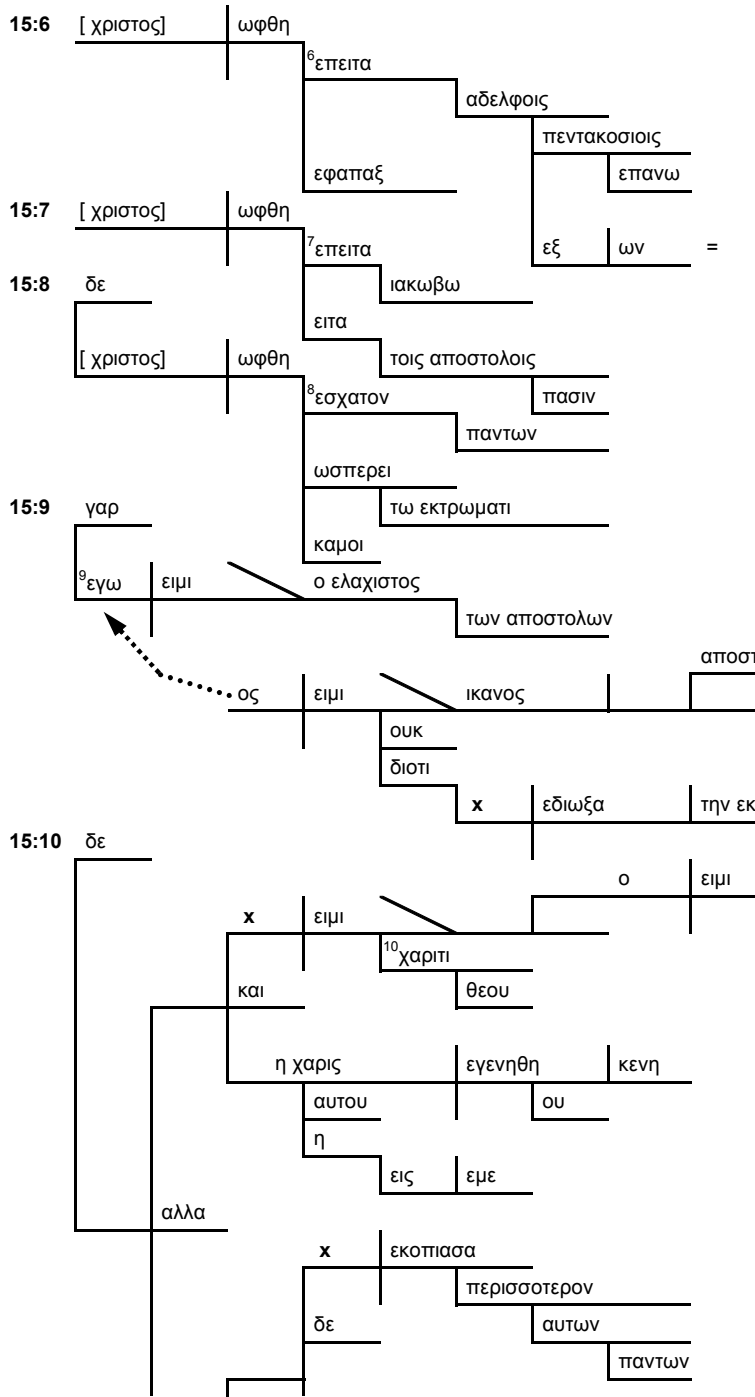 15:6 [ χριστος] ωφθη
⁶επειτα
αδελφοις
πεντακοσιοις
εφαπαξ επανω
15:7 [ χριστος] ωφθη
⁷επειτα εξ ων =
15:8 δε ιακωβω
ειτα
[ χριστος] ωφθη τοις αποστολοις
⁸εσχατον πασιν
παντων
ωσπερει
15:9 γαρ τω εκτρωματι
καμοι
⁹εγω ειμι ο ελαχιστος
των αποστολων
αποστ
ος ειμι ικανος
ουκ
διοτι
x εδιωξα την εκ
15:10 δε
ο ειμι
x ειμι
¹⁰χαριτι
και θεου
η χαρις εγενηθη κενη
αυτου ου
η
εις εμε
αλλα
x εκοπιασα
περισσοτερον
δε αυτων
παντων